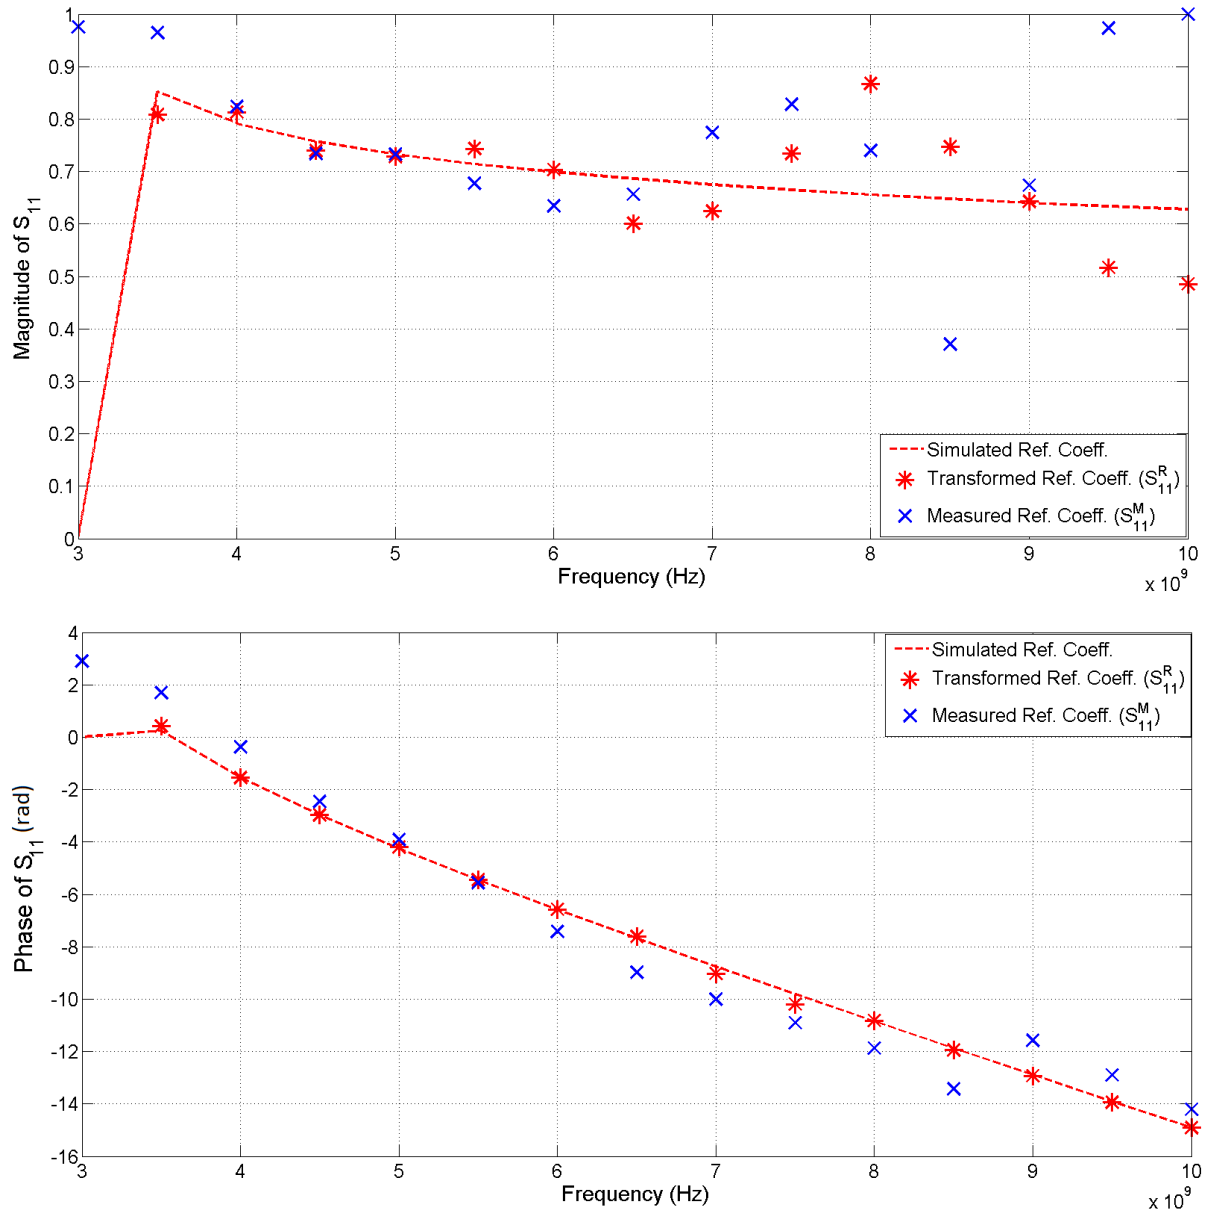 1
0.9
0.8
0.7
0.6
0.5
0.4
0.3
0.2
0.1
0
Magnitude of S11
3 4 5 6 7 8 9 10
Frequency (Hz)
x 10^9
Simulated Ref. Coeff.
Transformed Ref. Coeff. (S11^R)
Measured Ref. Coeff. (S11^M)
4
2
0
-2
-4
-6
-8
-10
-12
-14
-16
Phase of S11 (rad)
3 4 5 6 7 8 9 10
Frequency (Hz)
x 10^9
Simulated Ref. Coeff.
Transformed Ref. Coeff. (S11^R)
Measured Ref. Coeff. (S11^M)